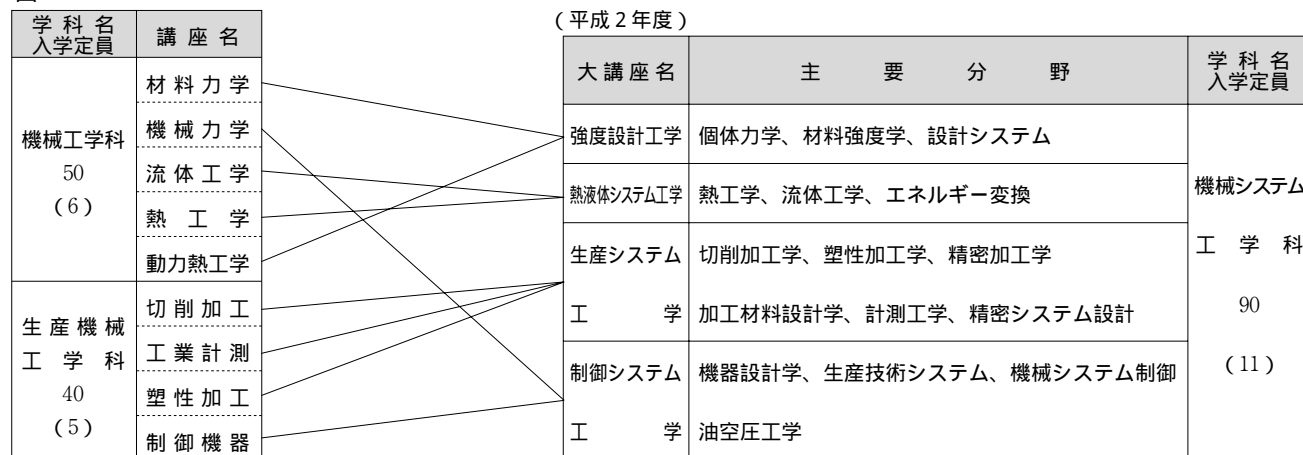 学科名
入学定員
講座名
機械工学科
50
(6)
材料力学
機械力学
流体工学
熱工学
動力熱工学
生産機械
工学科
40
(5)
切削加工
工業計測
塑性加工
制御機器
(平成2年度)
大講座名 主要分野 学科名
入学定員
強度設計工学 個体力学、材料強度学、設計システム
熱液体システム工学 熱工学、流体工学、エネルギー変換
生産システム 切削加工学、塑性加工学、精密加工学
工学 加工材料設計学、計測工学、精密システム設計
制御システム 機器設計学、生産技術システム、機械システム制御
工学 油空圧工学
機械システム
工学科
90
(11)